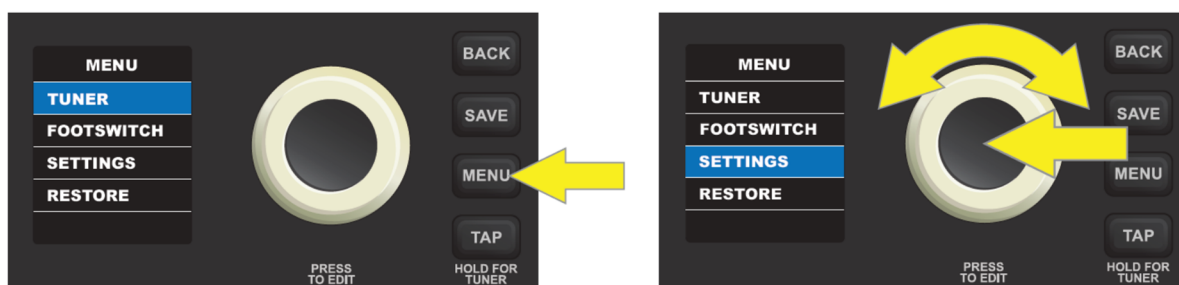 MENU
TUNER
FOOTSWITCH
SETTINGS
RESTORE
BACK
SAVE
MENU
TAP
PRESS
TO EDIT
HOLD FOR
TUNER
MENU
TUNER
FOOTSWITCH
SETTINGS
RESTORE
BACK
SAVE
MENU
TAP
PRESS
TO EDIT
HOLD FOR
TUNER